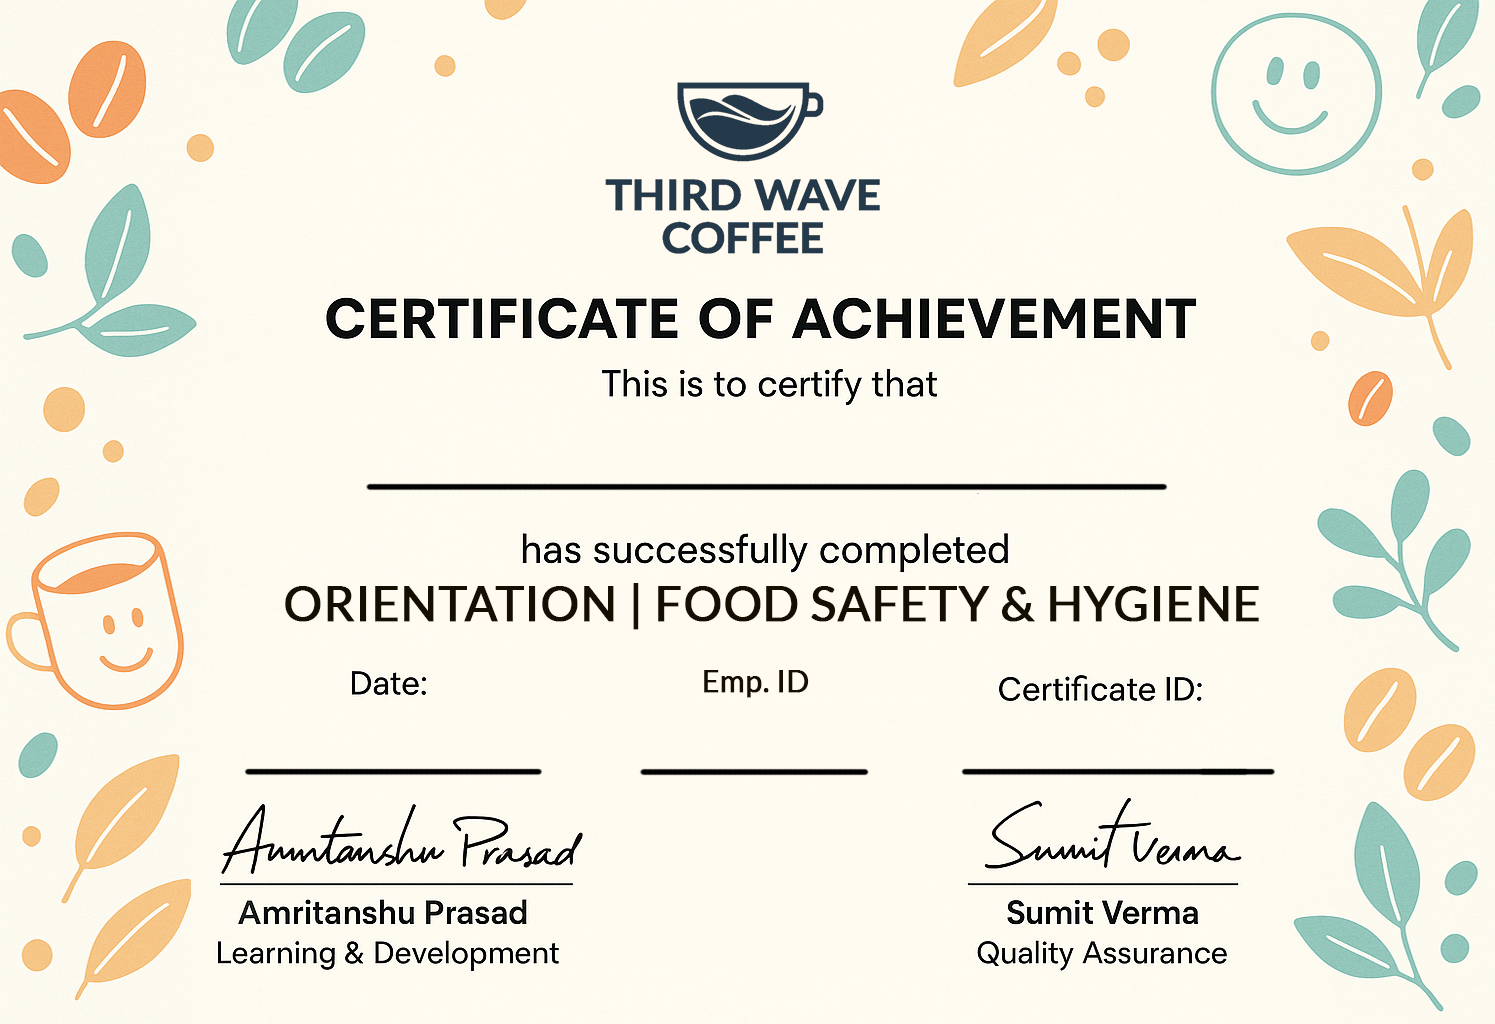 THIRD WAVE
COFFEE
CERTIFICATE OF ACHIEVEMENT
This is to certify that
has successfully completed
ORIENTATION | FOOD SAFETY & HYGIENE
Date:
Emp. ID
Certificate ID:
Amritanshu Prasad
Sumit Verma
Amritanshu Prasad
Sumit Verma
Learning & Development
Quality Assurance